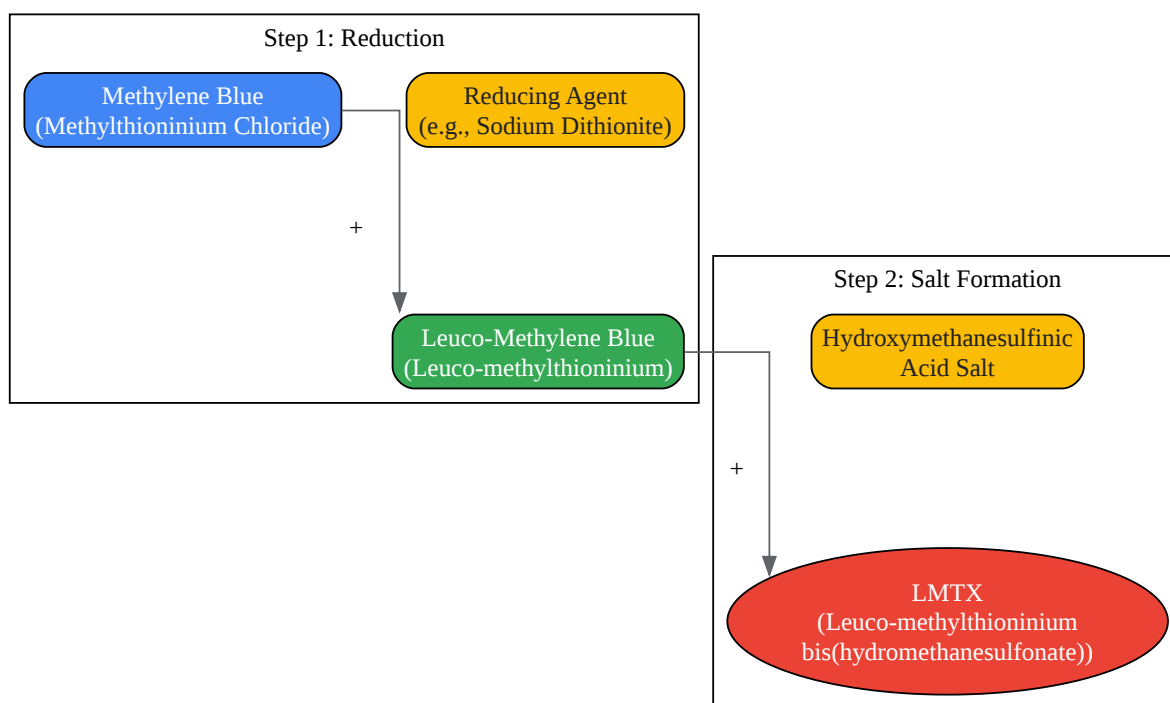 Step 1: Reduction
Methylene Blue
(Methylthioninium Chloride)
Reducing Agent
(e.g., Sodium Dithionite)
+
Leuco-Methylene Blue
(Leuco-methylthioninium)
Step 2: Salt Formation
Hydroxymethanesulfinic
Acid Salt
+
LMTX
(Leuco-methylthioninium
bis(hydromethanesulfonate))